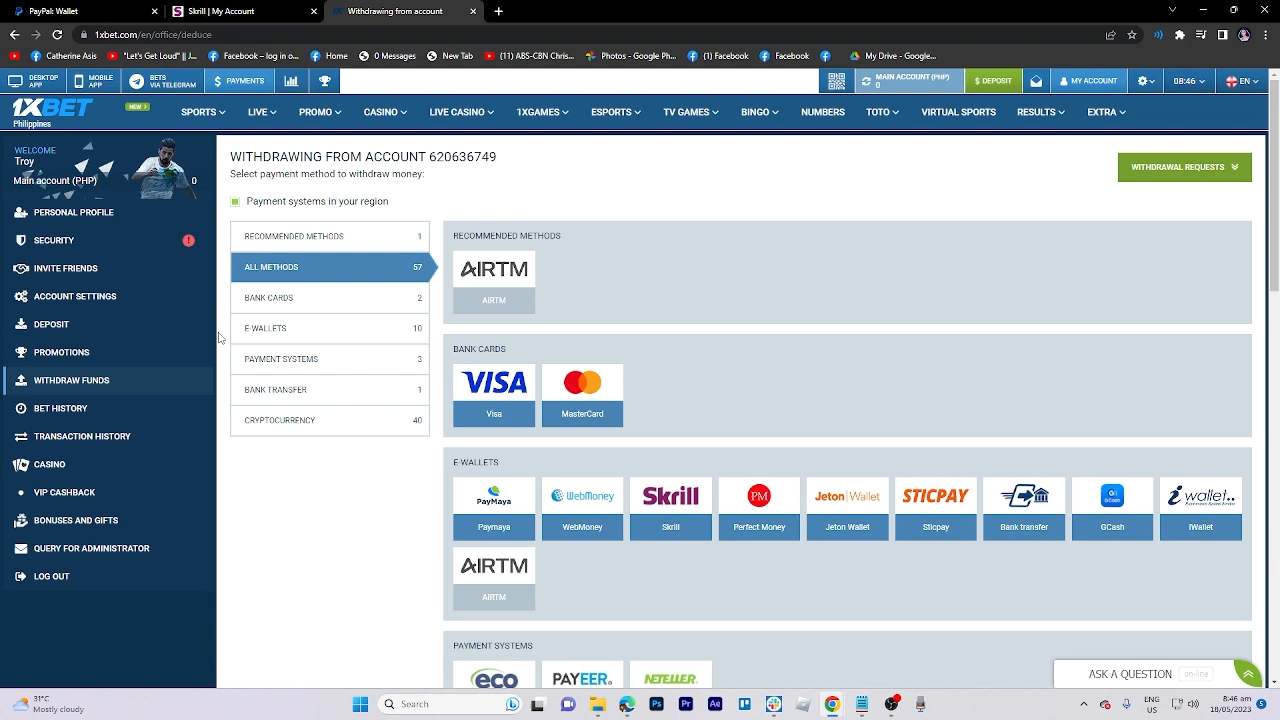 PayPak Wallet
Skrill | My Account
Withdrawing from account
1xbet.com/en/office/deduce
Catherine Asis
"Let's Go Loud" || J...
Facebook – log in o...
Home
0 Messages
New Tab
(11) ABS-CBN Chris...
Photos - Google Ph...
Facebook
Facebook
My Drive - Google...
DESKTOP APP
MOBILE APP
BETS VIA TELEGRAM
$ PAYMENTS
MAIN ACCOUNT (PHP)
0
$ DEPOSIT
MY ACCOUNT
08:46
EN
1XBET
Philippines
NEW
SPORTS
LIVE
PROMO
CASINO
LIVE CASINO
1XGAMES
ESPORTS
TV GAMES
BINGO
NUMBERS
TOTO
VIRTUAL SPORTS
RESULTS
EXTRA
WELCOME
Troy
Main account (PHP) 0
PERSONAL PROFILE
SECURITY !
INVITE FRIENDS
ACCOUNT SETTINGS
DEPOSIT
PROMOTIONS
WITHDRAW FUNDS
BET HISTORY
TRANSACTION HISTORY
CASINO
VIP CASHBACK
BONUSES AND GIFTS
QUERY FOR ADMINISTRATOR
LOG OUT
WITHDRAWING FROM ACCOUNT 620636749
Select payment method to withdraw money:
WITHDRAWAL REQUESTS
Payment systems in your region
RECOMMENDED METHODS 1
ALL METHODS 57
BANK CARDS 2
E-WALLETS 10
PAYMENT SYSTEMS 3
BANK TRANSFER 1
CRYPTOCURRENCY 40
RECOMMENDED METHODS
AIRTM
AIRTM
BANK CARDS
VISA
Visa
MasterCard
E-WALLETS
PAYMAYA
Paymaya
WebMoney
WebMoney
Skrill
Skrill
PM
Perfect Money
Jeton Wallet
Jeton Wallet
STICPAY
Sticpay
Bank transfer
GCash
GCash
iwallet..
IWallet
AIRTM
AIRTM
PAYMENT SYSTEMS
eco
PAYEER
NETELLER
ASK A QUESTION on-line
31°C
Mostly cloudy
Search
Ps
Pr
Ae
ENG
US
8:46 am
18/05/2023
5